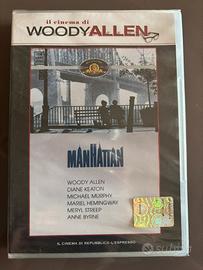 il cinema di
WOODY ALLEN
MANHATTAN
WOODY ALLEN
DIANE KEATON
MICHAEL MURPHY
MARIEL HEMINGWAY
MERYL STREEP
ANNE BYRNE
IL CINEMA DI REPUBBLICA-L'ESPRESSO
subito